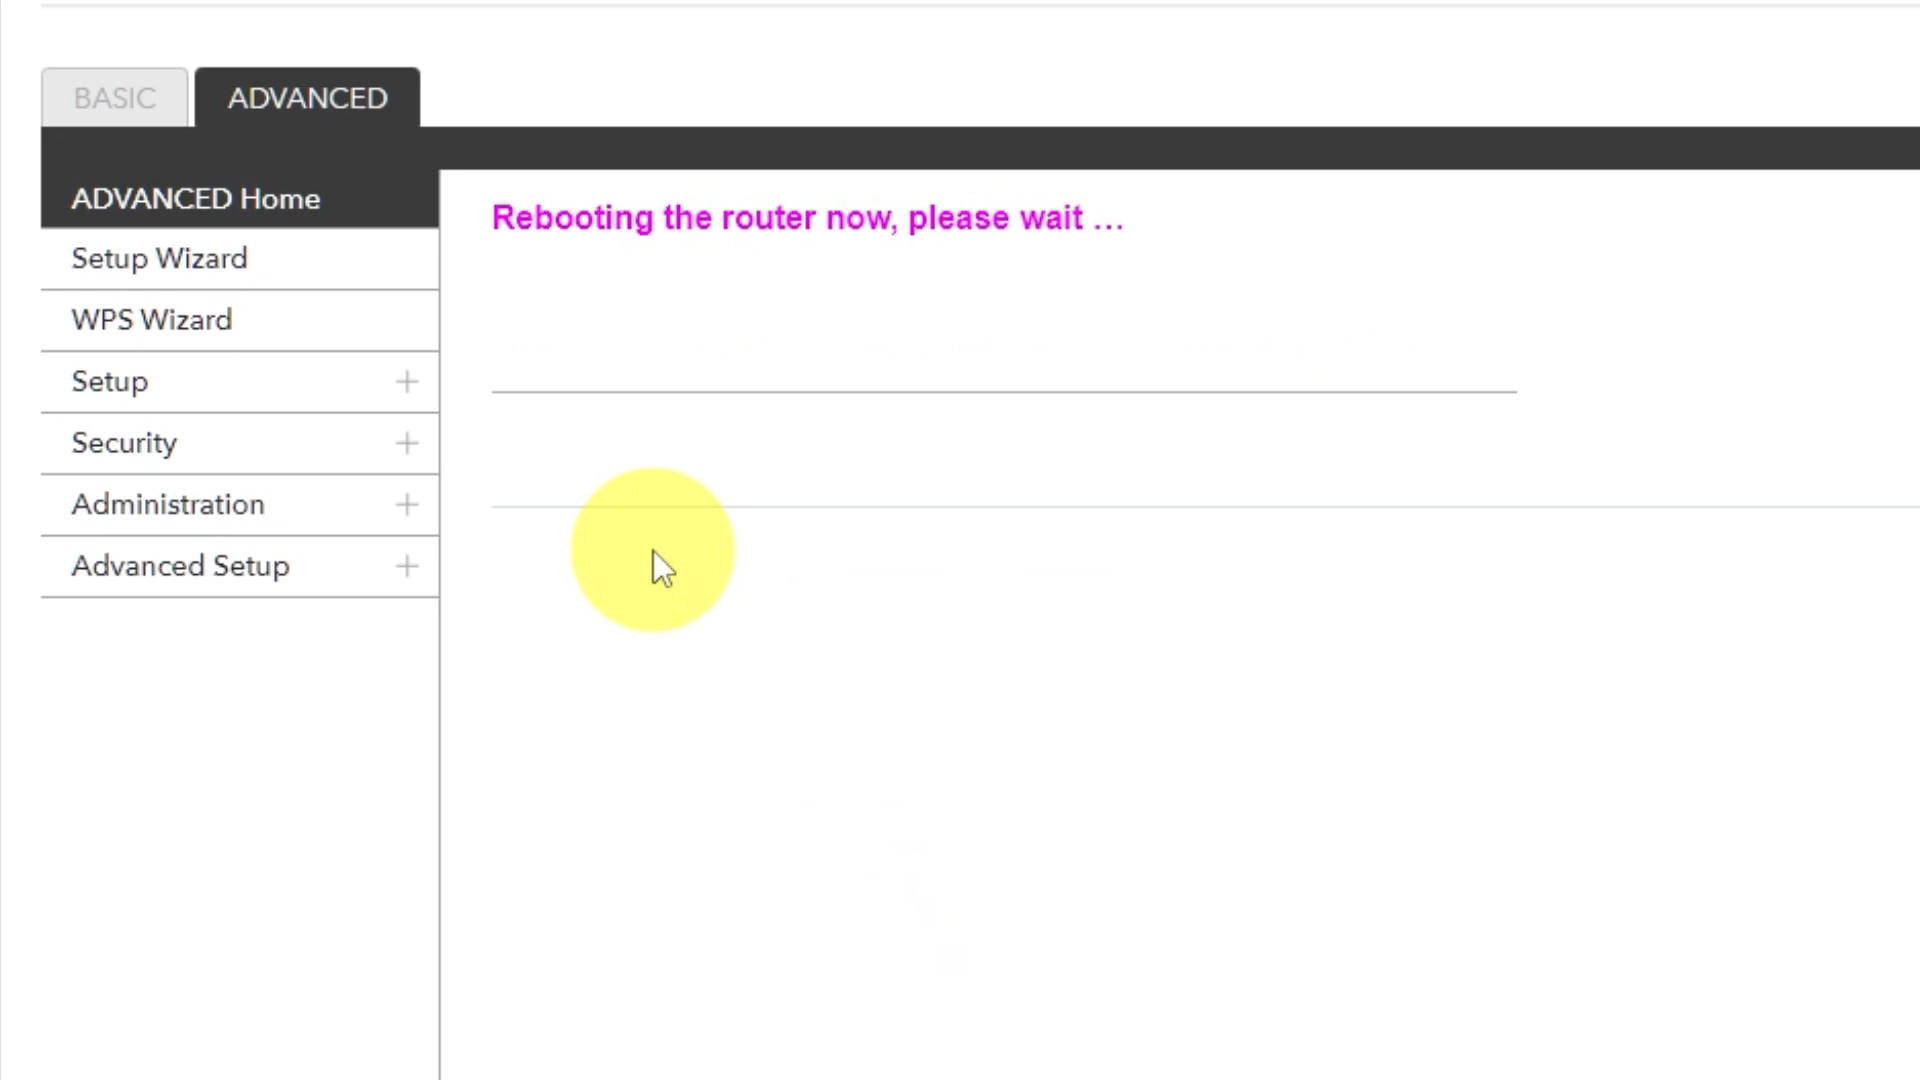 BASIC
ADVANCED
ADVANCED Home
Setup Wizard
WPS Wizard
Setup +
Security +
Administration +
Advanced Setup +
Rebooting the router now, please wait ...